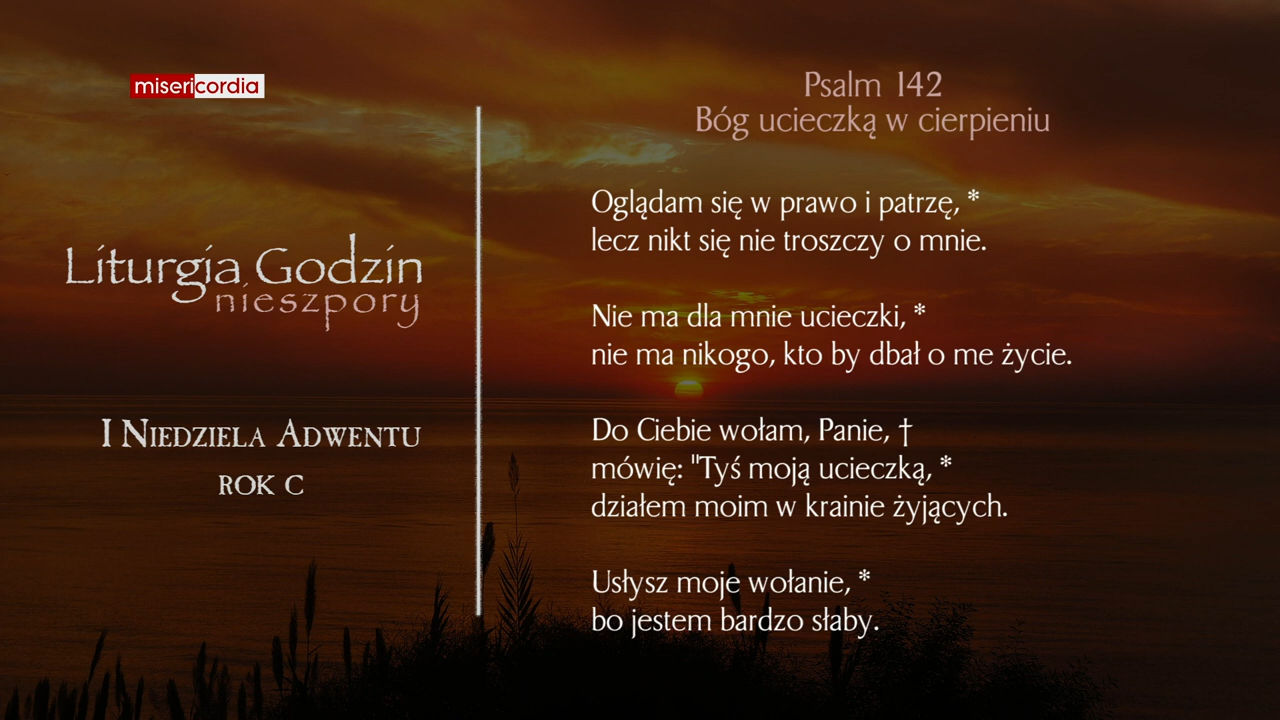 misericordia
Liturgia Godzin
nieszpory
I Niedziela Adwentu
rok C
Psalm 142
Bóg ucieczką w cierpieniu
Oglądam się w prawo i patrzę, *
lecz nikt się nie troszczy o mnie.
Nie ma dla mnie ucieczki, *
nie ma nikogo, kto by dbał o me życie.
Do Ciebie wołam, Panie, †
mówię: "Tyś moją ucieczką, *
działem moim w krainie żyjących.
Usłysz moje wołanie, *
bo jestem bardzo słaby.